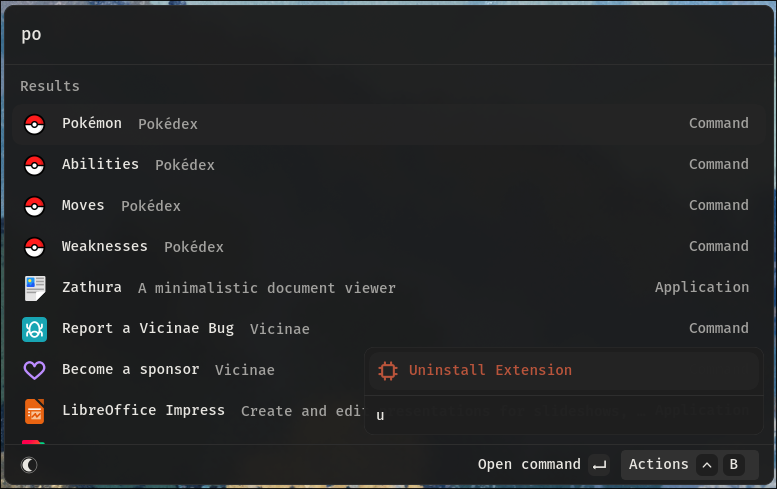 po
Results
Pokémon Pokédex Command
Abilities Pokédex Command
Moves Pokédex Command
Weaknesses Pokédex Command
Zathura A minimalistic document viewer Application
Report a Vicinae Bug Vicinae Command
Become a sponsor Vicinae
Uninstall Extension
LibreOffice Impress Create and edi
u
Open command Actions B